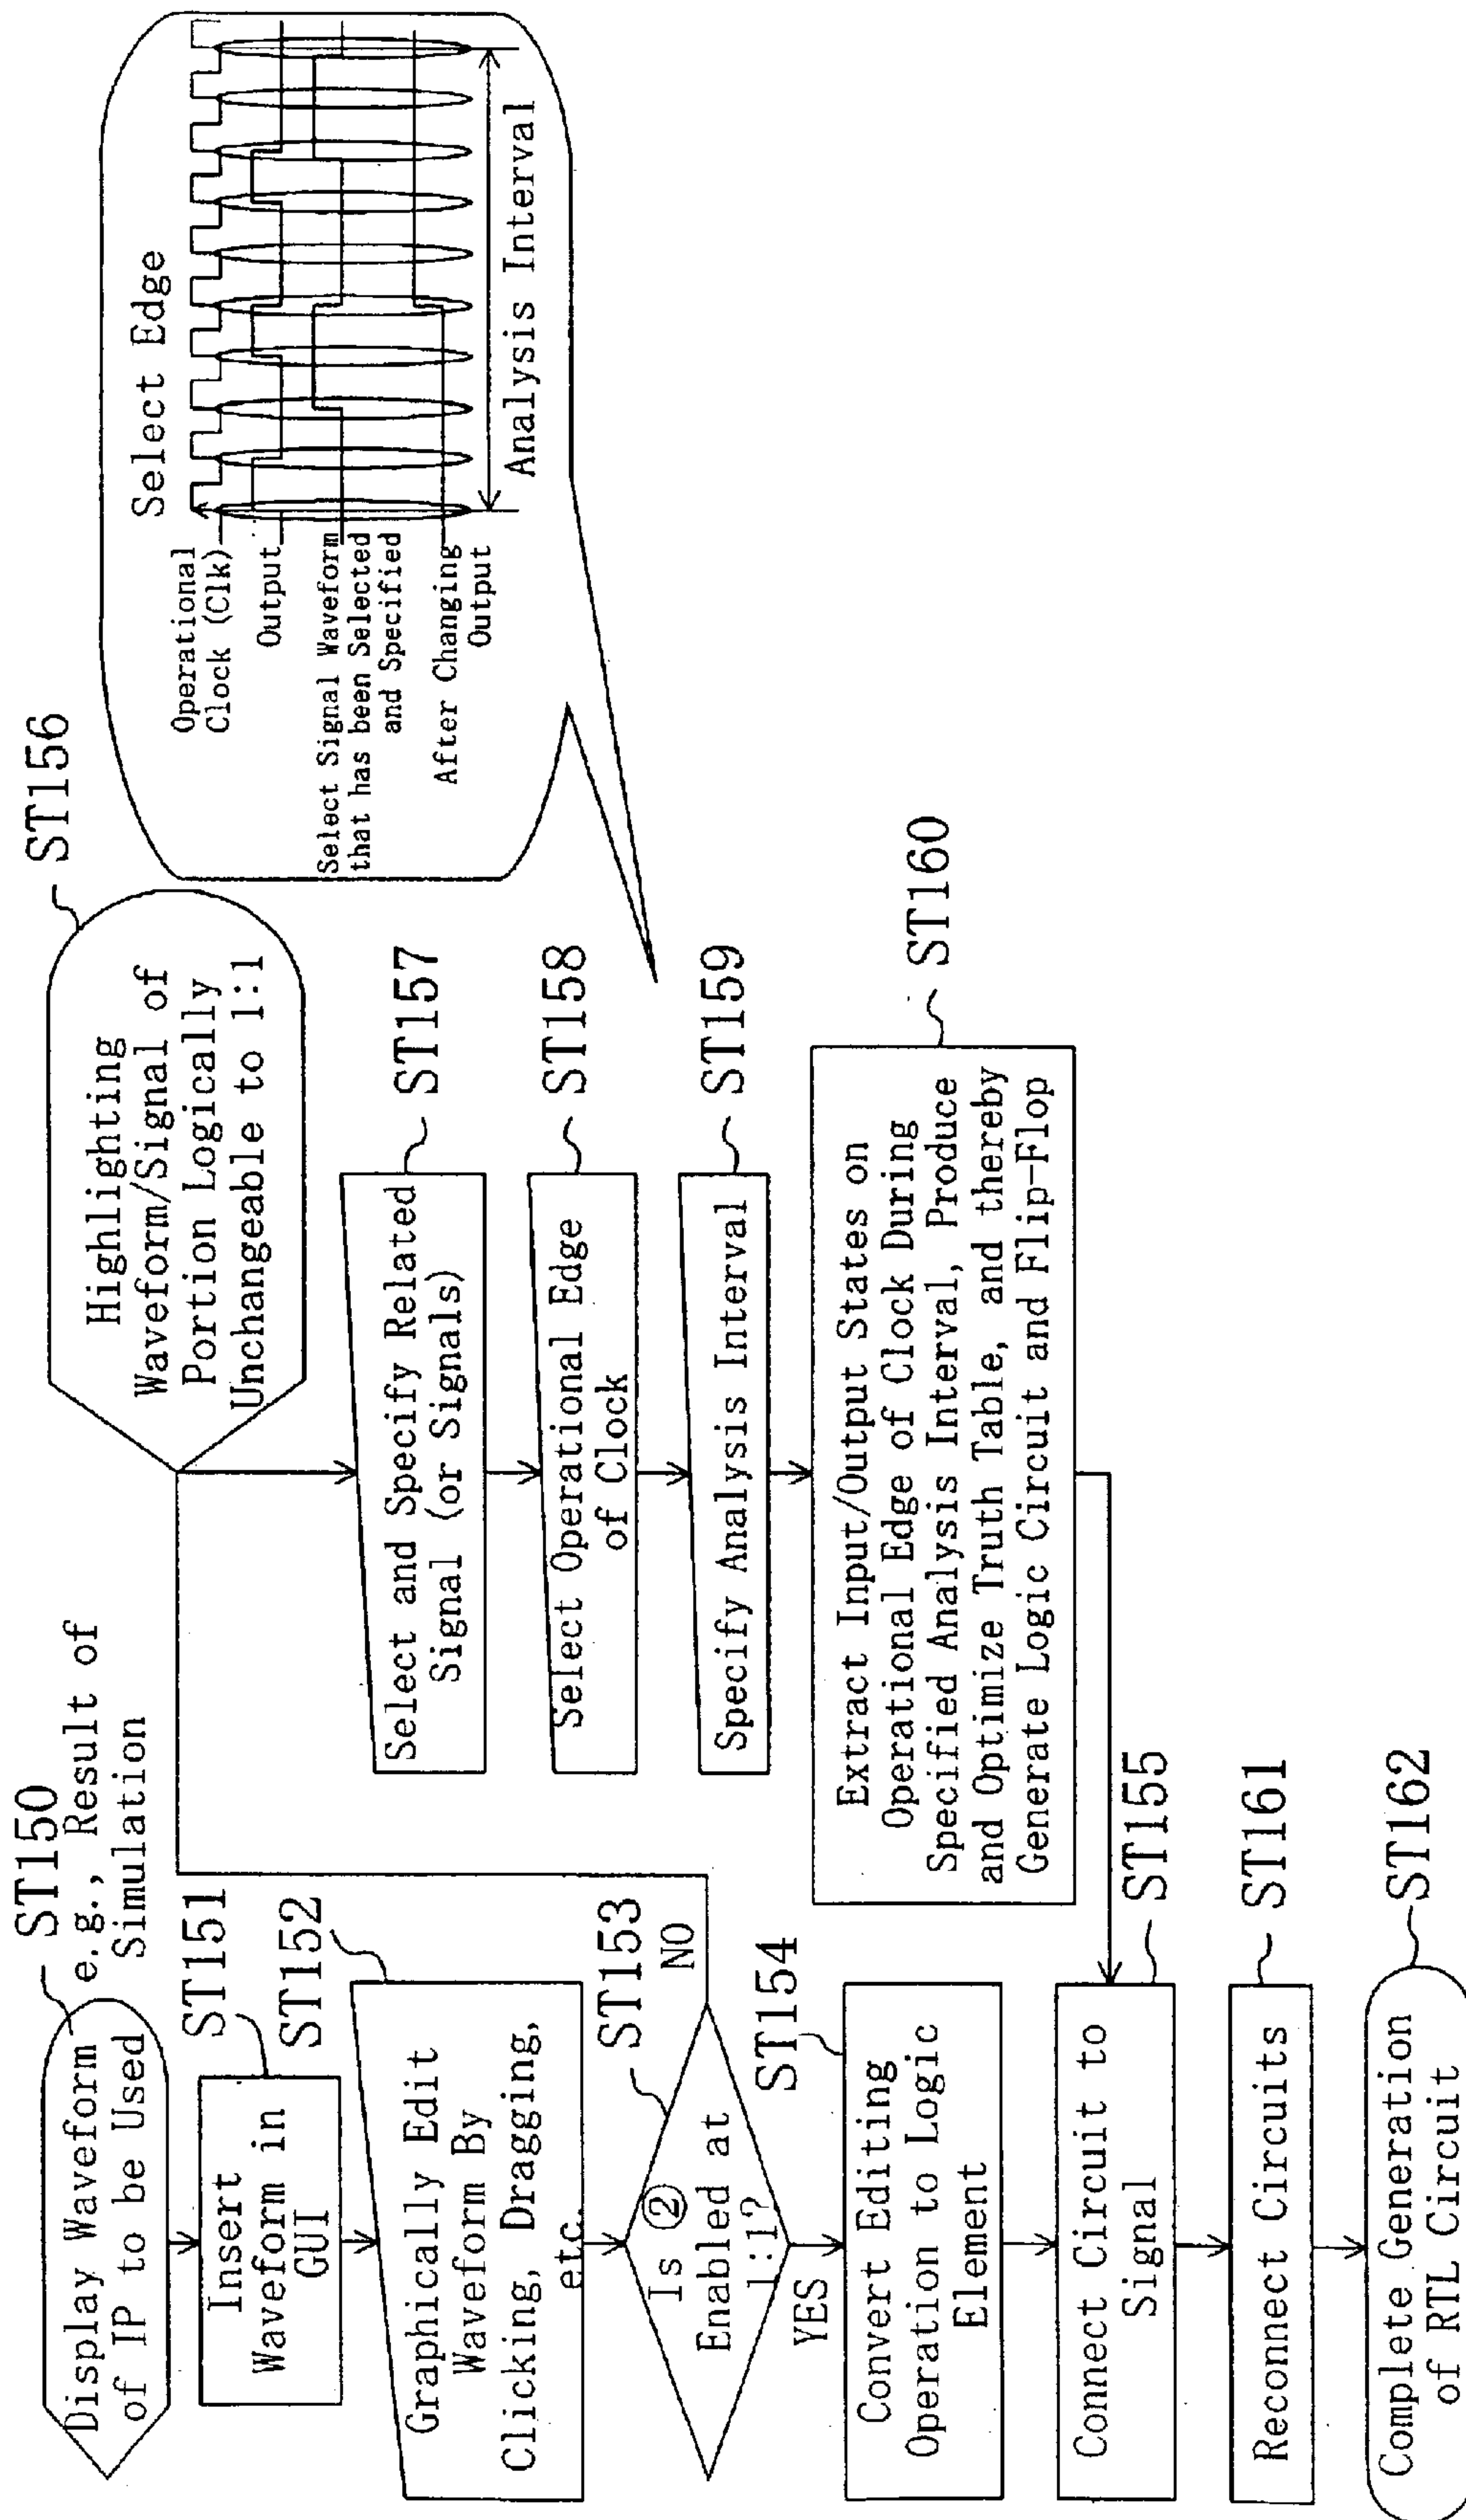 ST150
e.g., Result of
Simulation
Display Waveform
of IP to be Used
ST151
Insert
Waveform in
GUI
ST152
Graphically Edit
Waveform By
Clicking, Dragging,
etc.
ST153
Is ②
Enabled at
1:1?
NO
YES
ST154
Convert Editing
Operation to Logic
Element
ST155
Connect Circuit to
Signal
ST161
Reconnect Circuits
ST162
Complete Generation
of RTL Circuit
ST156
Highlighting
Waveform/Signal of
Portion Logically
Unchangeable to 1:1
ST157
Select and Specify Related
Signal (or Signals)
ST158
Select Operational Edge
of Clock
ST159
Specify Analysis Interval
ST160
Extract Input/Output States on
Operational Edge of Clock During
Specified Analysis Interval, Produce
and Optimize Truth Table, and thereby
Generate Logic Circuit and Flip-Flop
Select Edge
Operational
Clock (Clk)
Output
Select Signal Waveform
that has been Selected
and Specified
After Changing
Output
Analysis Interval